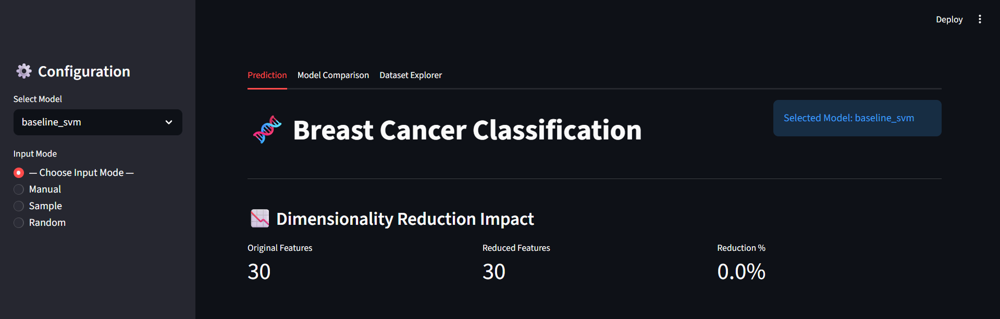 Deploy
Configuration
Select Model
baseline_svm
Input Mode
— Choose Input Mode —
Manual
Sample
Random
Prediction Model Comparison Dataset Explorer
Breast Cancer Classification
Selected Model: baseline_svm
Dimensionality Reduction Impact
Original Features Reduced Features Reduction %
30 30 0.0%